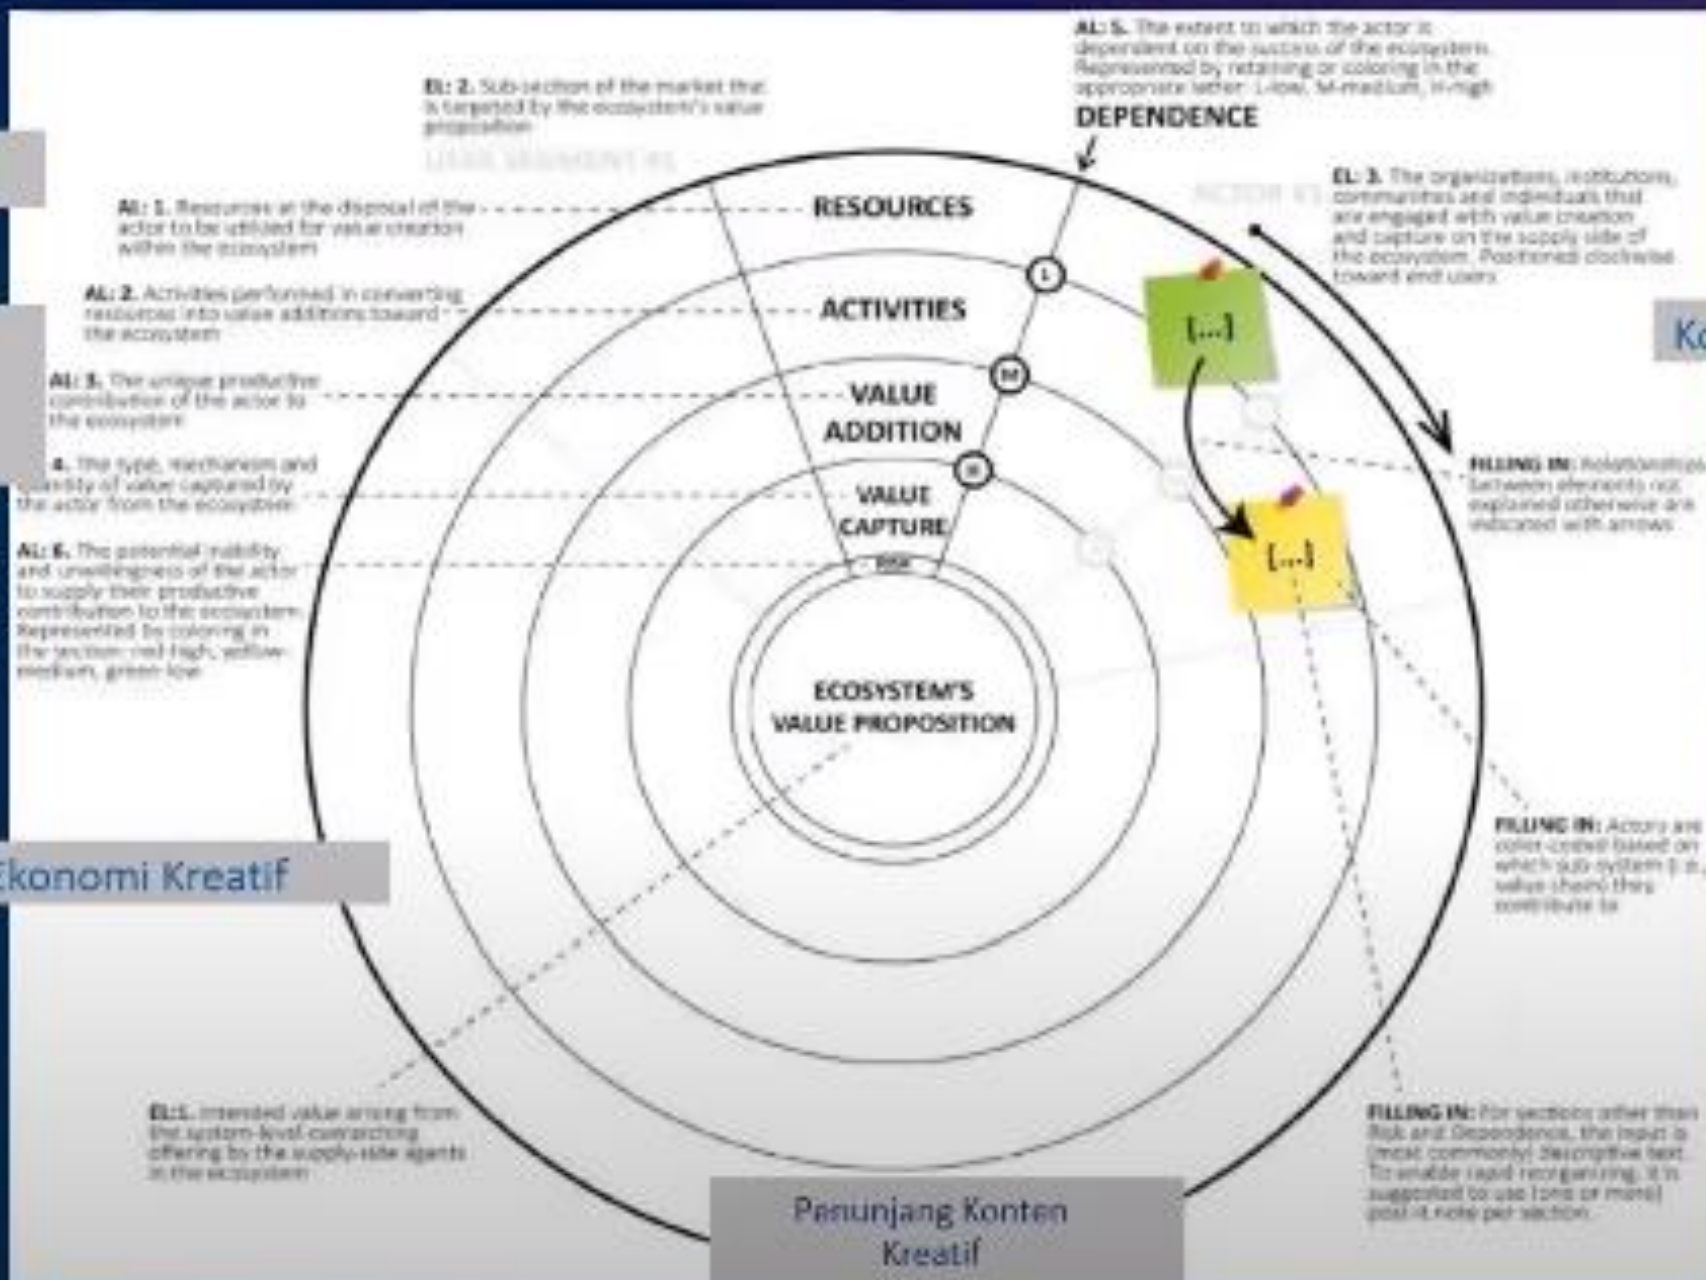 AL: 5. The extent to which the actor is
dependent on the success of the ecosystem.
Represented by retaining or coloring in the
appropriate letter: L-low, M-medium, H-high
DEPENDENCE
EL: 2. Sub-section of the market that
is targeted by the ecosystem's value
proposition
USER SEGMENT #1
ACTOR #1
EL: 3. The organizations, institutions,
communities and individuals that
are engaged with value creation
and capture on the supply side of
the ecosystem. Positioned clockwise
toward end users
AL: 1. Resources at the disposal of the
actor to be utilized for value creation
within the ecosystem
RESOURCES
L
AL: 2. Activities performed in converting
resources into value additions toward
the ecosystem
ACTIVITIES
[...]
Ko
M
AL: 3. The unique productive
contribution of the actor to
the ecosystem
VALUE
ADDITION
H
4. The type, mechanism and
quantity of value captured by
the actor from the ecosystem
VALUE
CAPTURE
FILLING IN: Relationships
between elements not
explained otherwise are
indicated with arrows
[...]
AL: 6. The potential inability
and unwillingness of the actor
to supply their productive
contribution to the ecosystem.
Represented by coloring in
the section: red-high, yellow-
medium, green-low
RISK
ECOSYSTEM'S
VALUE PROPOSITION
FILLING IN: Actors are
color-coded based on
which sub-system (i.e.,
value chain) they
contribute to
Ekonomi Kreatif
EL:1. Intended value arising from
the system-level overarching
offering by the supply-side agents
in the ecosystem
FILLING IN: For sections other than
Risk and Dependence, the input is
(most commonly) descriptive text.
To enable rapid reorganizing, it is
suggested to use (one or more)
post-it note per section.
Penunjang Konten
Kreatif